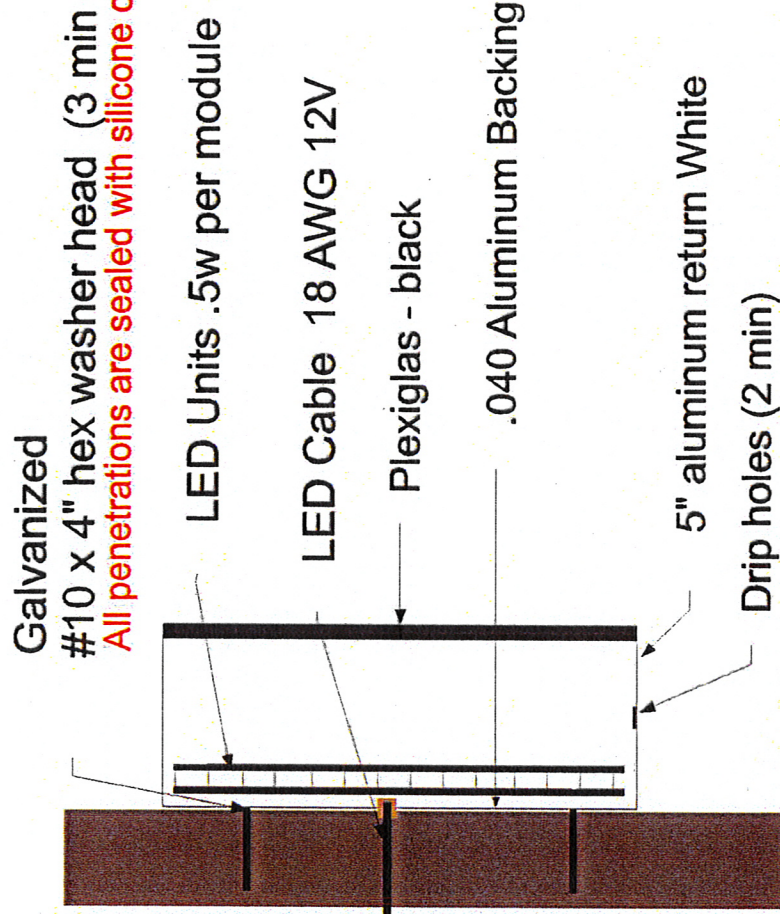 Galvanized
#10 x 4" hex washer head (3 min
All penetrations are sealed with silicone
LED Units .5w per module
LED Cable 18 AWG 12V
Plexiglas - black
.040 Aluminum Backing
5" aluminum return White
Drip holes (2 min)